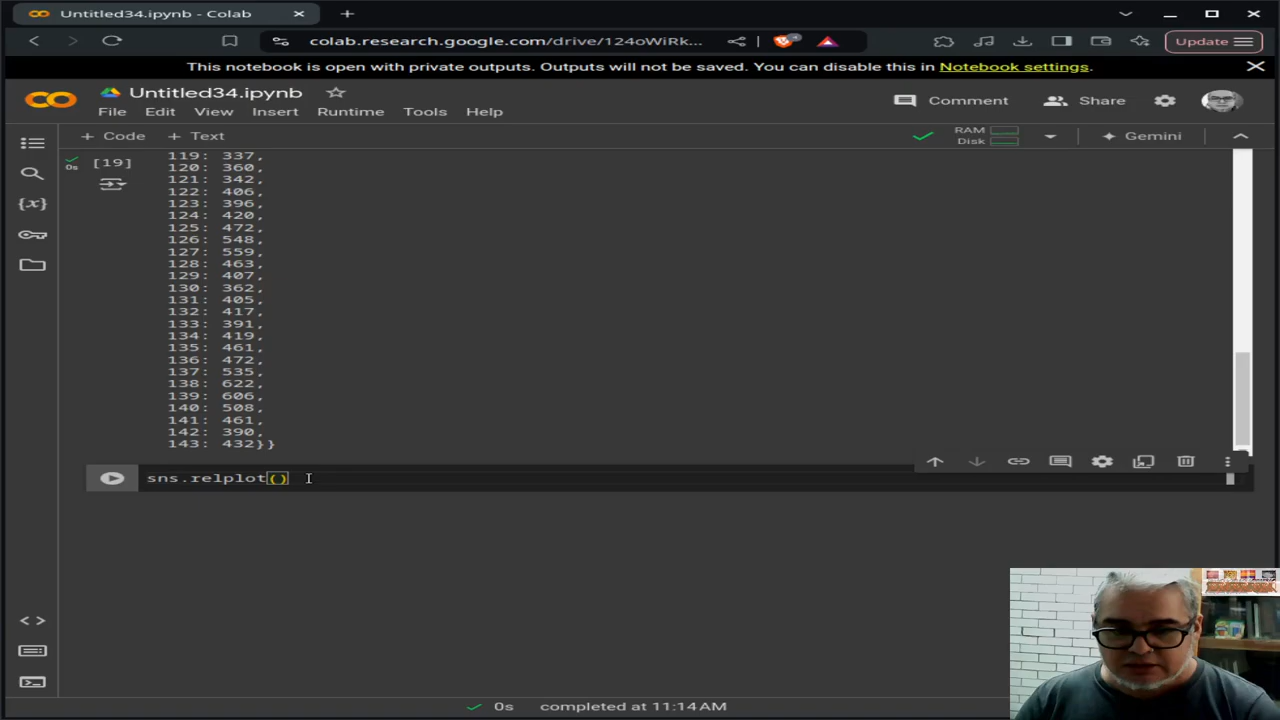 Untitled34.ipynb - Colab
colab.research.google.com/drive/124oWiRk...
Update
This notebook is open with private outputs. Outputs will not be saved. You can disable this in Notebook settings.
Untitled34.ipynb
File Edit View Insert Runtime Tools Help
Comment
Share
+ Code + Text
RAM
Disk
Gemini
0s
[19]
119: 337,
120: 360,
121: 342,
122: 406,
123: 396,
124: 420,
125: 472,
126: 548,
127: 559,
128: 463,
129: 407,
130: 362,
131: 405,
132: 417,
133: 391,
134: 419,
135: 461,
136: 472,
137: 535,
138: 622,
139: 606,
140: 508,
141: 461,
142: 390,
143: 432}}
sns.relplot()
0s completed at 11:14 AM